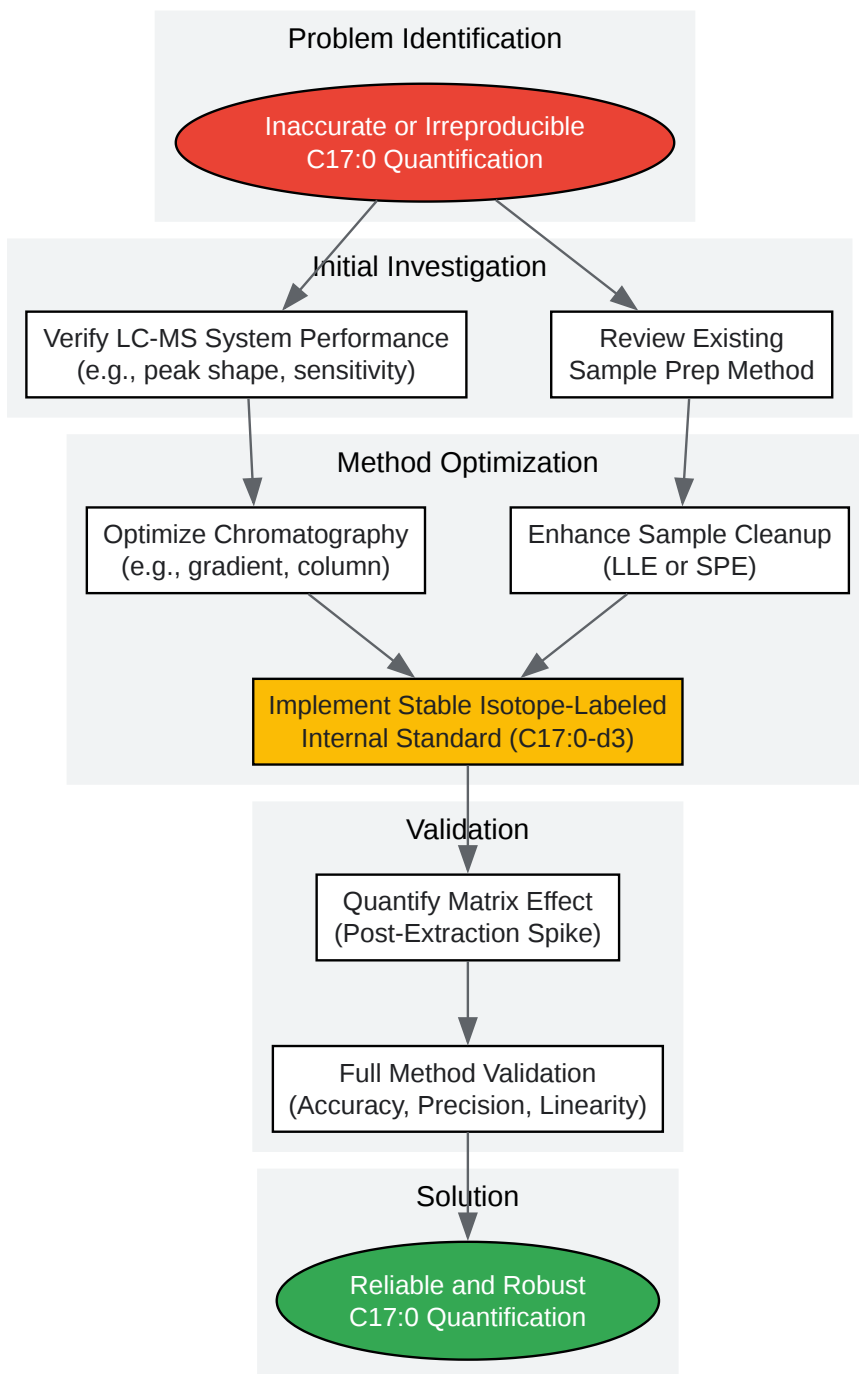 Problem Identification
Inaccurate or Irreproducible
C17:0 Quantification
Initial Investigation
Verify LC-MS System Performance
(e.g., peak shape, sensitivity)
Review Existing
Sample Prep Method
Method Optimization
Optimize Chromatography
(e.g., gradient, column)
Enhance Sample Cleanup
(LLE or SPE)
Implement Stable Isotope-Labeled
Internal Standard (C17:0-d3)
Validation
Quantify Matrix Effect
(Post-Extraction Spike)
Full Method Validation
(Accuracy, Precision, Linearity)
Solution
Reliable and Robust
C17:0 Quantification